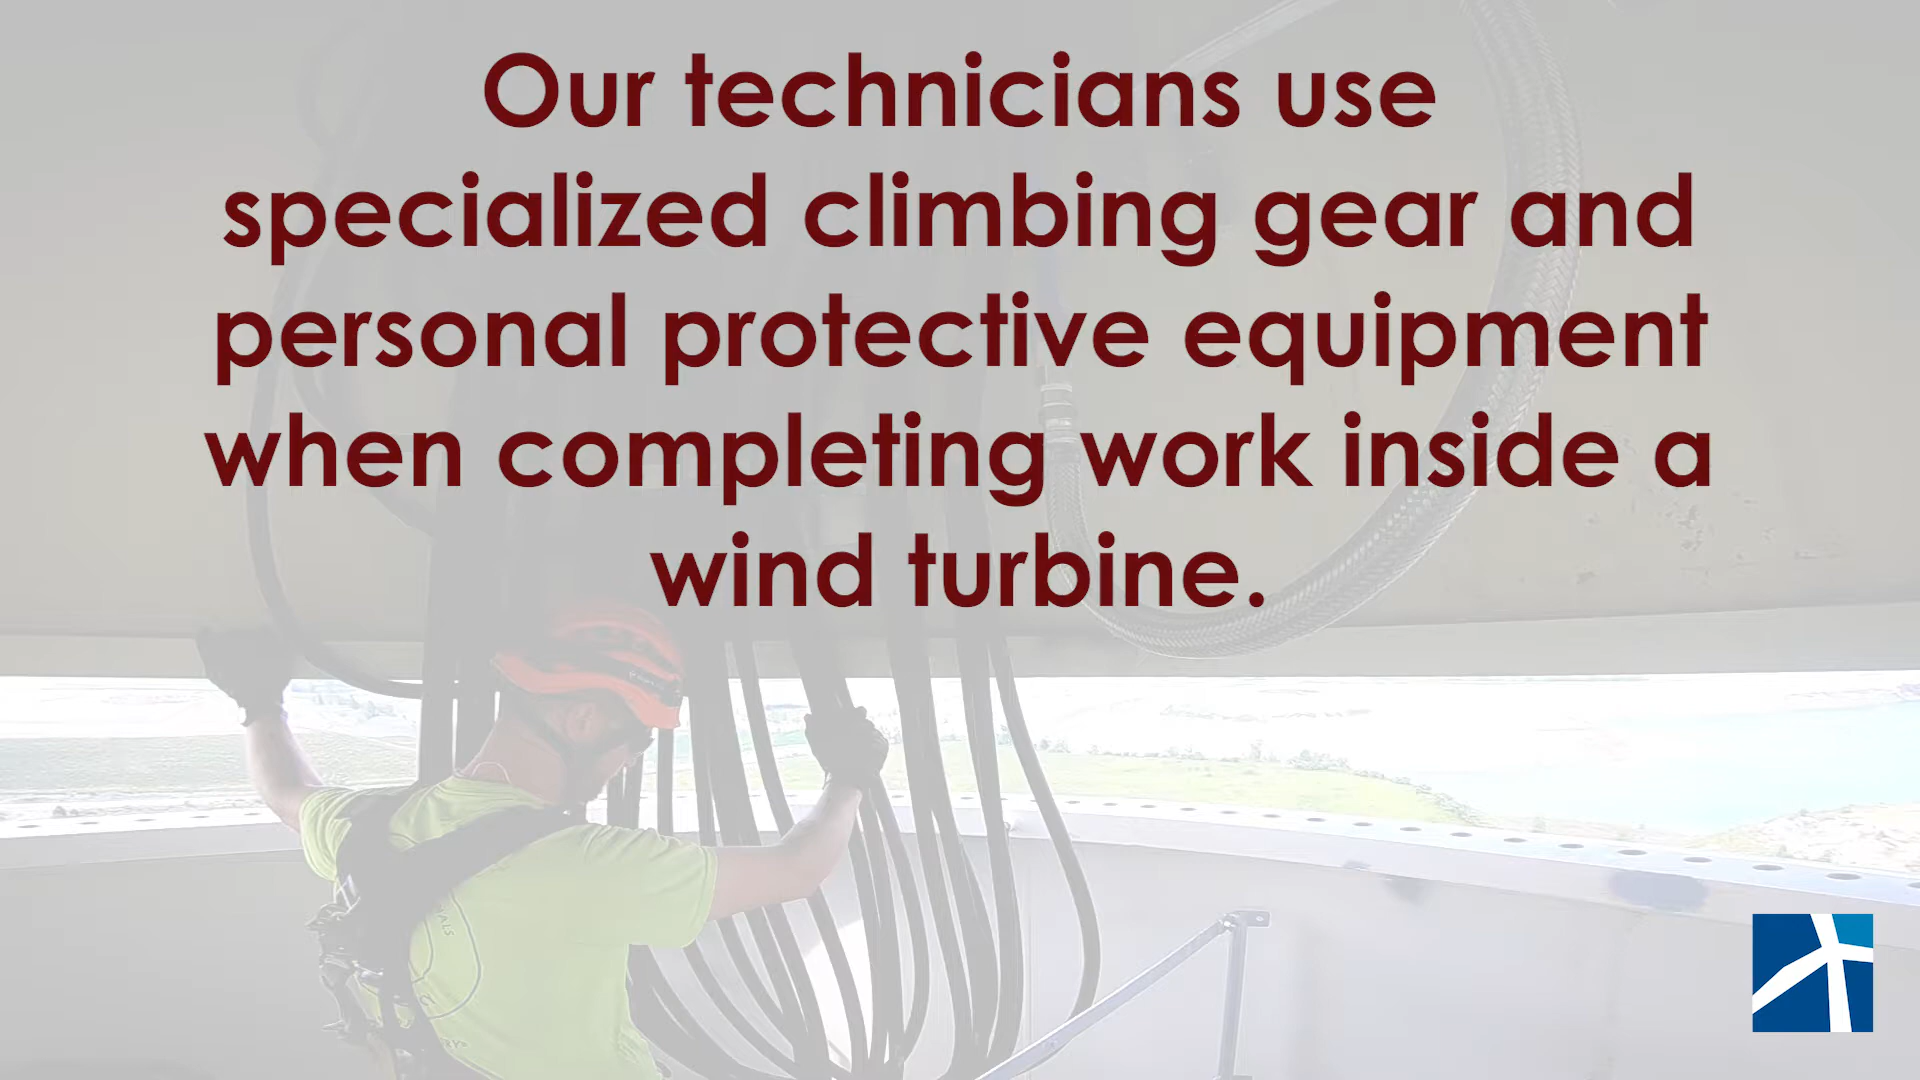 Our technicians use
specialized climbing gear and
personal protective equipment
when completing work inside a
wind turbine.